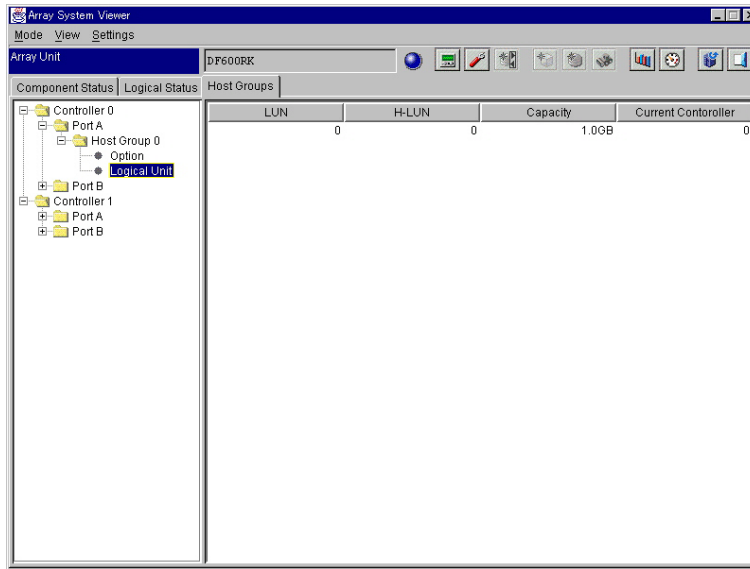 Array System Viewer
Mode View Settings
Array Unit DF600RK
Component Status Logical Status Host Groups
Controller 0
Port A
Host Group 0
Option
Logical Unit
Port B
Controller 1
Port A
Port B
LUN H-LUN Capacity Current Contoroller
0 0 1.0GB 0